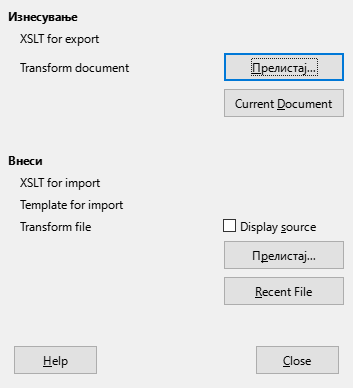 Изнесување
XSLT for export
Transform document
Прелистај...
Current Document
Внеси
XSLT for import
Template for import
Transform file
Display source
Прелистај...
Recent File
Help
Close